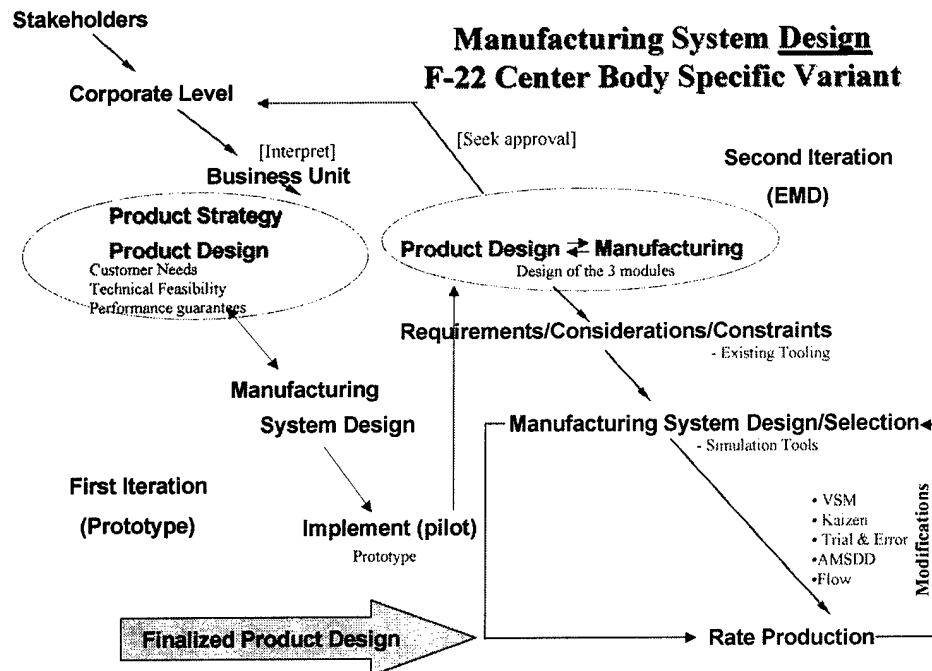 Stakeholders
Manufacturing System Design
F-22 Center Body Specific Variant
Corporate Level
[Seek approval]
[Interpret]
Business Unit
Second Iteration
(EMD)
Product Strategy
Product Design
Customer Needs
Technical Feasibility
Performance guarantees
Product Design ⇄ Manufacturing
Design of the 3 modules
Requirements/Considerations/Constraints
- Existing Tooling
Manufacturing
System Design
Manufacturing System Design/Selection
- Simulation Tools
First Iteration
(Prototype)
Implement (pilot)
Prototype
• VSM
• Kaizen
• Trial & Error
•AMSDD
•Flow
Modifications
Finalized Product Design
Rate Production